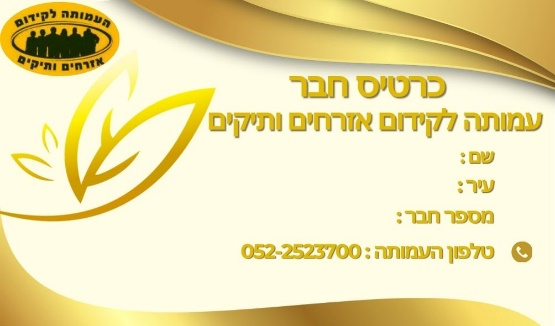 העמותה לקידום
אזרחים ותיקים
כרטיס חבר
עמותה לקידום אזרחים ותיקים
שם :
עיר :
מספר חבר :
טלפון העמותה : 052-2523700